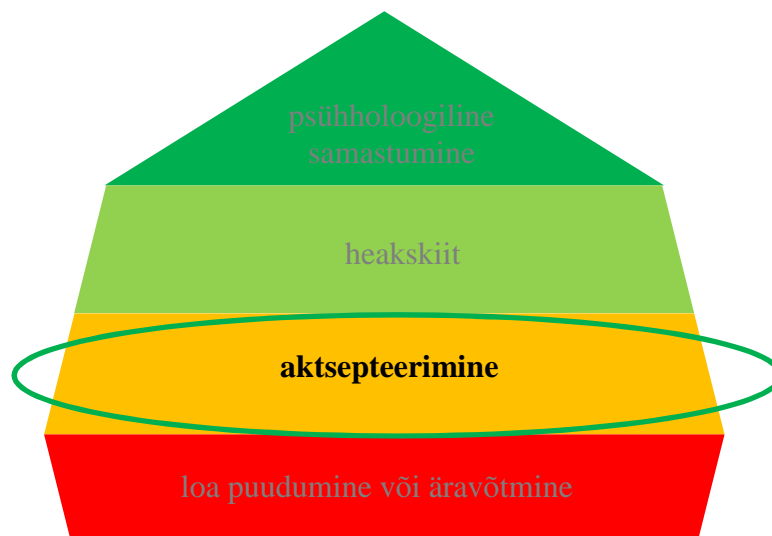 psühholoogiline
samastumine
heakskiit
aktsepteerimine
loa puudumine või äravõtmine